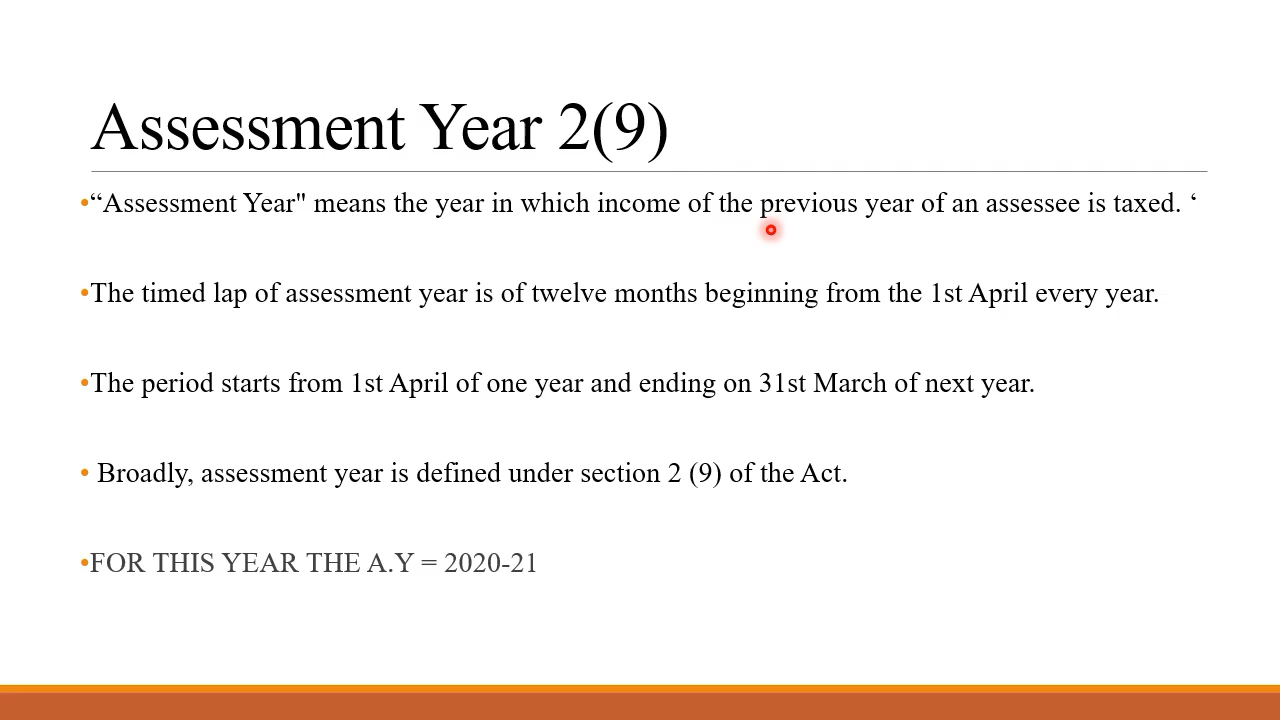 Assessment Year 2(9)
•“Assessment Year" means the year in which income of the previous year of an assessee is taxed. ‘
•The timed lap of assessment year is of twelve months beginning from the 1st April every year.
•The period starts from 1st April of one year and ending on 31st March of next year.
• Broadly, assessment year is defined under section 2 (9) of the Act.
•FOR THIS YEAR THE A.Y = 2020-21